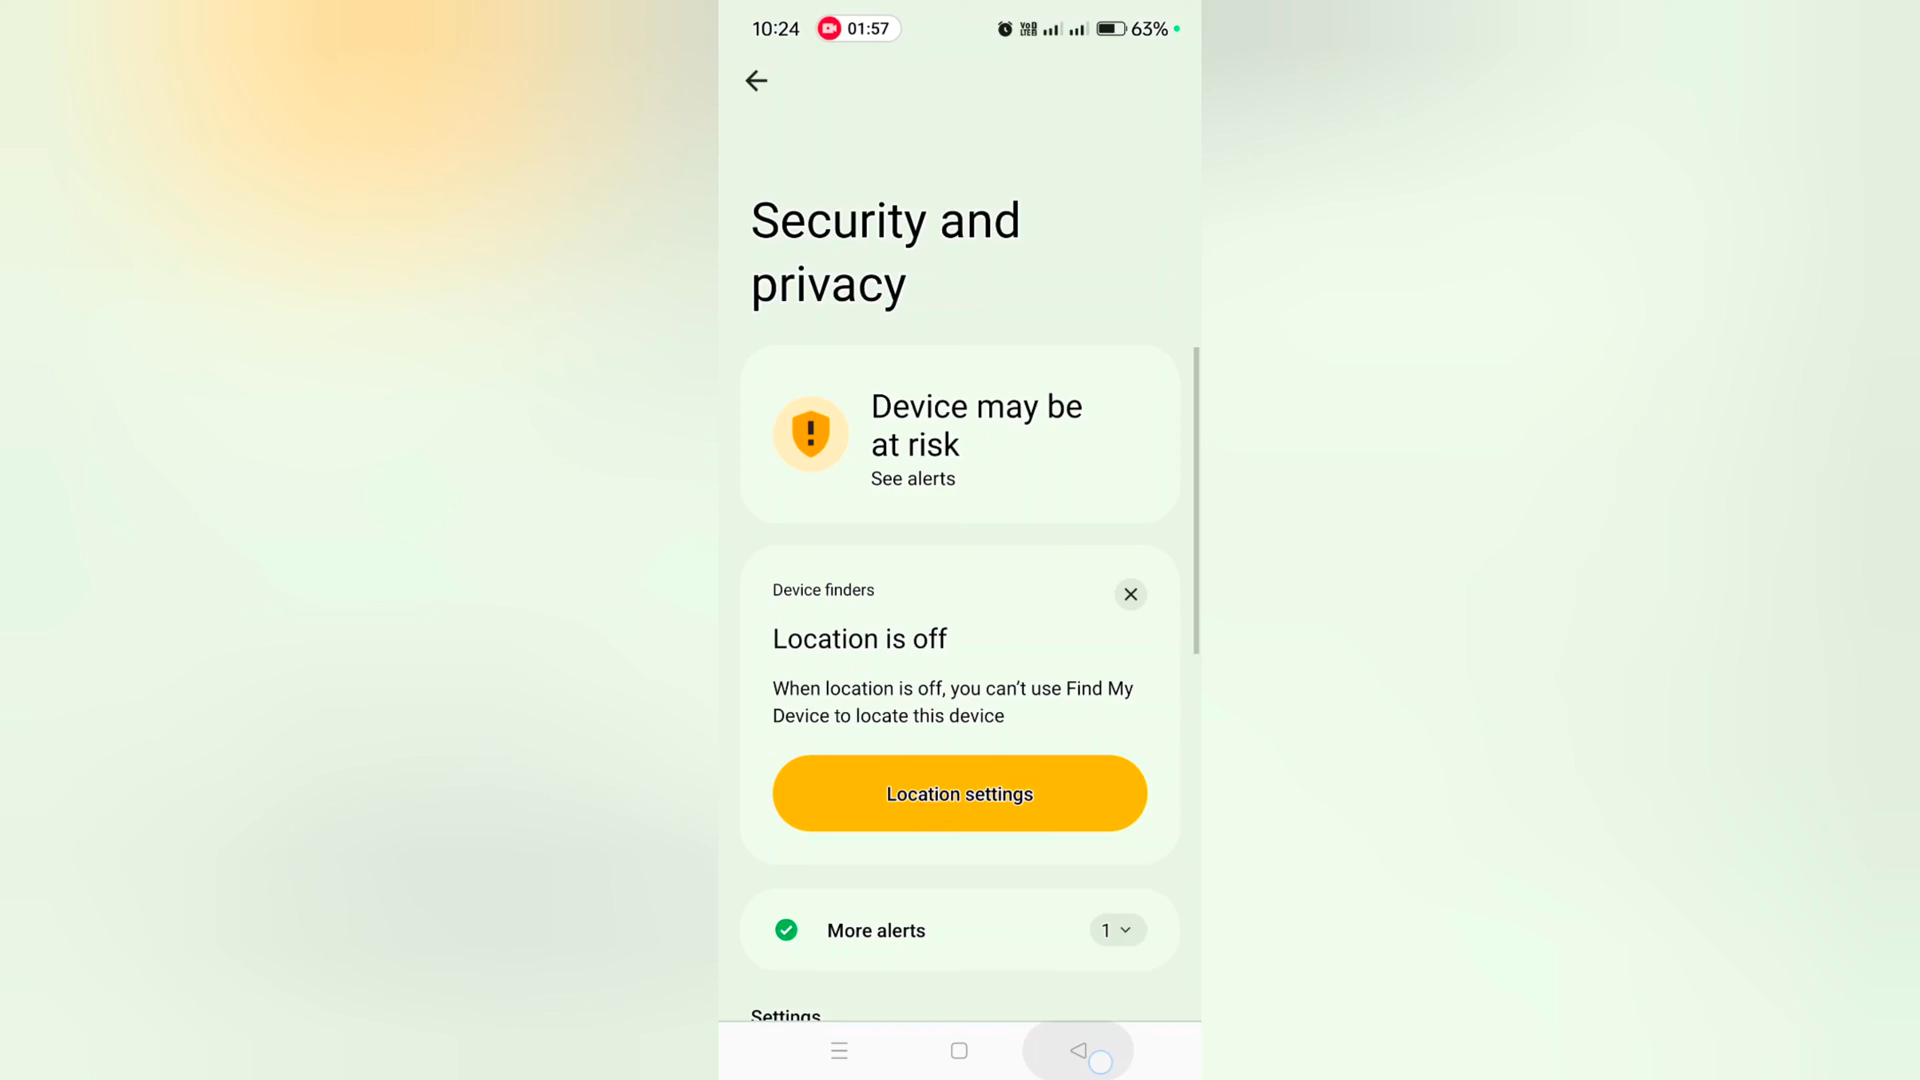 10:24 01:57 VoD LTE 63%
Security and
privacy
Device may be
at risk
See alerts
Device finders
Location is off
When location is off, you can’t use Find My
Device to locate this device
Location settings
More alerts 1
Settings